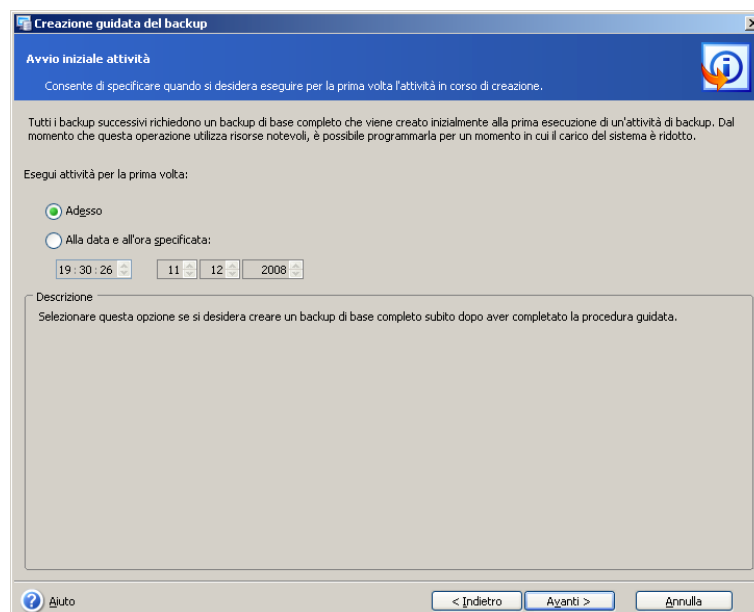 Creazione guidata del backup
Avvio iniziale attività
Consente di specificare quando si desidera eseguire per la prima volta l'attività in corso di creazione.
Tutti i backup successivi richiedono un backup di base completo che viene creato inizialmente alla prima esecuzione di un'attività di backup. Dal
momento che questa operazione utilizza risorse notevoli, è possibile programmarla per un momento in cui il carico del sistema è ridotto.
Esegui attività per la prima volta:
Adesso
Alla data e all'ora specificata:
19:30:26 11 12 2008
Descrizione
Selezionare questa opzione se si desidera creare un backup di base completo subito dopo aver completato la procedura guidata.
Aiuto < Indietro Avanti > Annulla